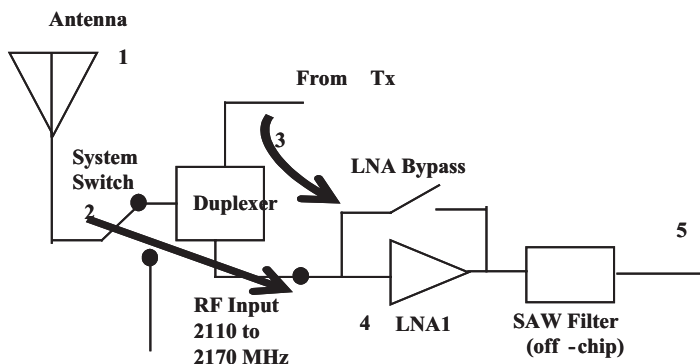 Antenna
1
From Tx
3
System
Switch
LNA Bypass
2
Duplexer
5
RF Input
2110 to
2170 MHz
4
LNA1
SAW Filter
(off -chip)